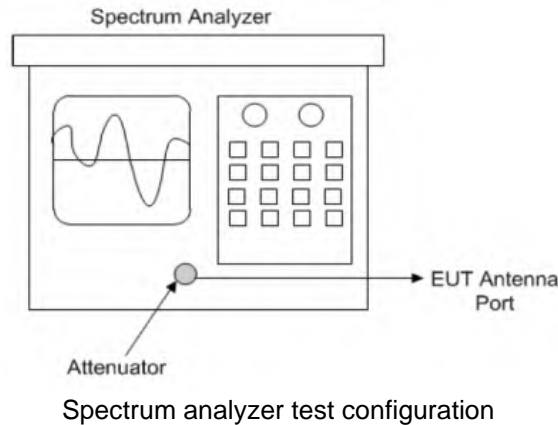 Spectrum Analyzer
EUT Antenna
Port
Attenuator
Spectrum analyzer test configuration